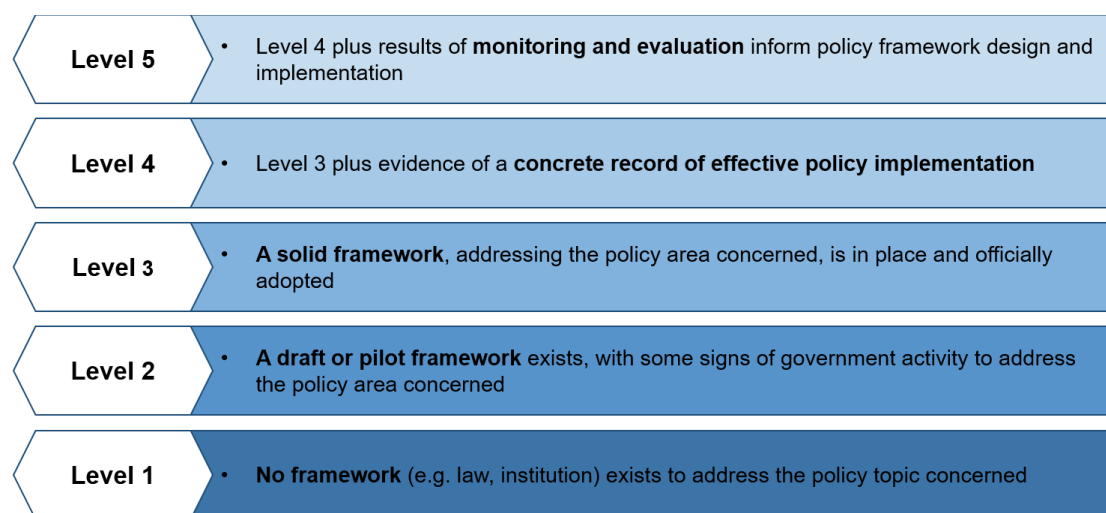 Level 5
• Level 4 plus results of monitoring and evaluation inform policy framework design and
implementation
Level 4
• Level 3 plus evidence of a concrete record of effective policy implementation
Level 3
• A solid framework, addressing the policy area concerned, is in place and officially
adopted
Level 2
• A draft or pilot framework exists, with some signs of government activity to address
the policy area concerned
Level 1
• No framework (e.g. law, institution) exists to address the policy topic concerned